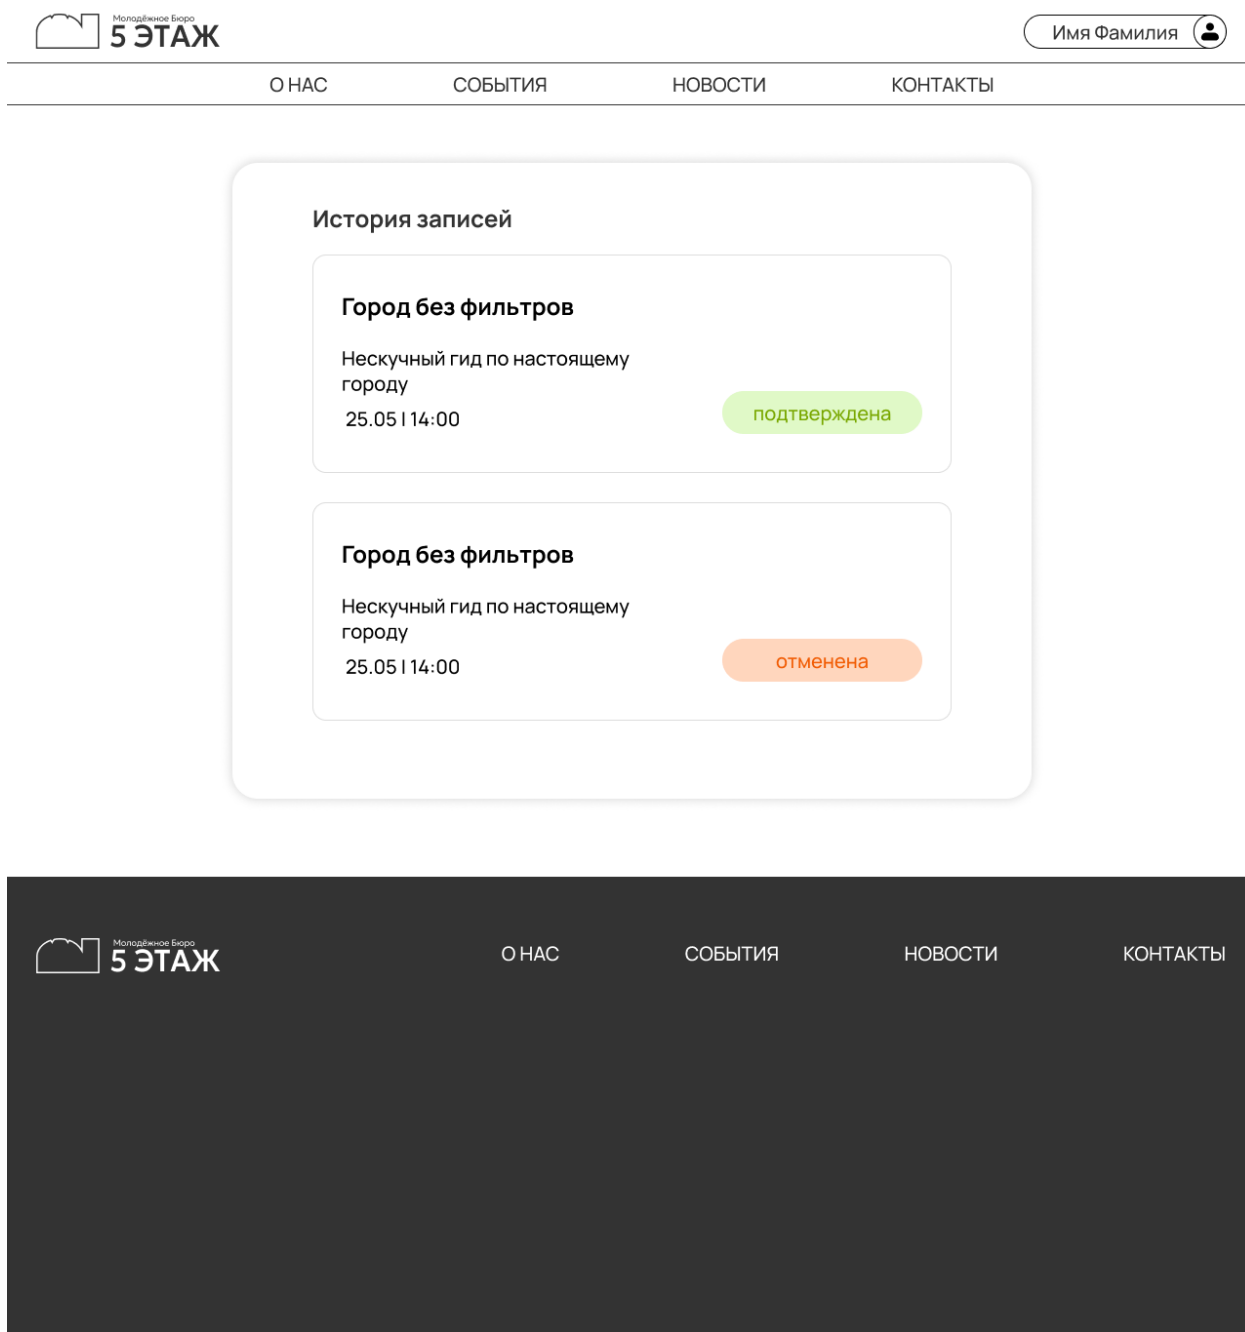 Молодёжное Бюро
5 ЭТАЖ
Имя Фамилия
О НАС СОБЫТИЯ НОВОСТИ КОНТАКТЫ
История записей
Город без фильтров
Нескучный гид по настоящему
городу
25.05 | 14:00
подтверждена
Город без фильтров
Нескучный гид по настоящему
городу
25.05 | 14:00
отменена
Молодёжное Бюро
5 ЭТАЖ
О НАС СОБЫТИЯ НОВОСТИ КОНТАКТЫ